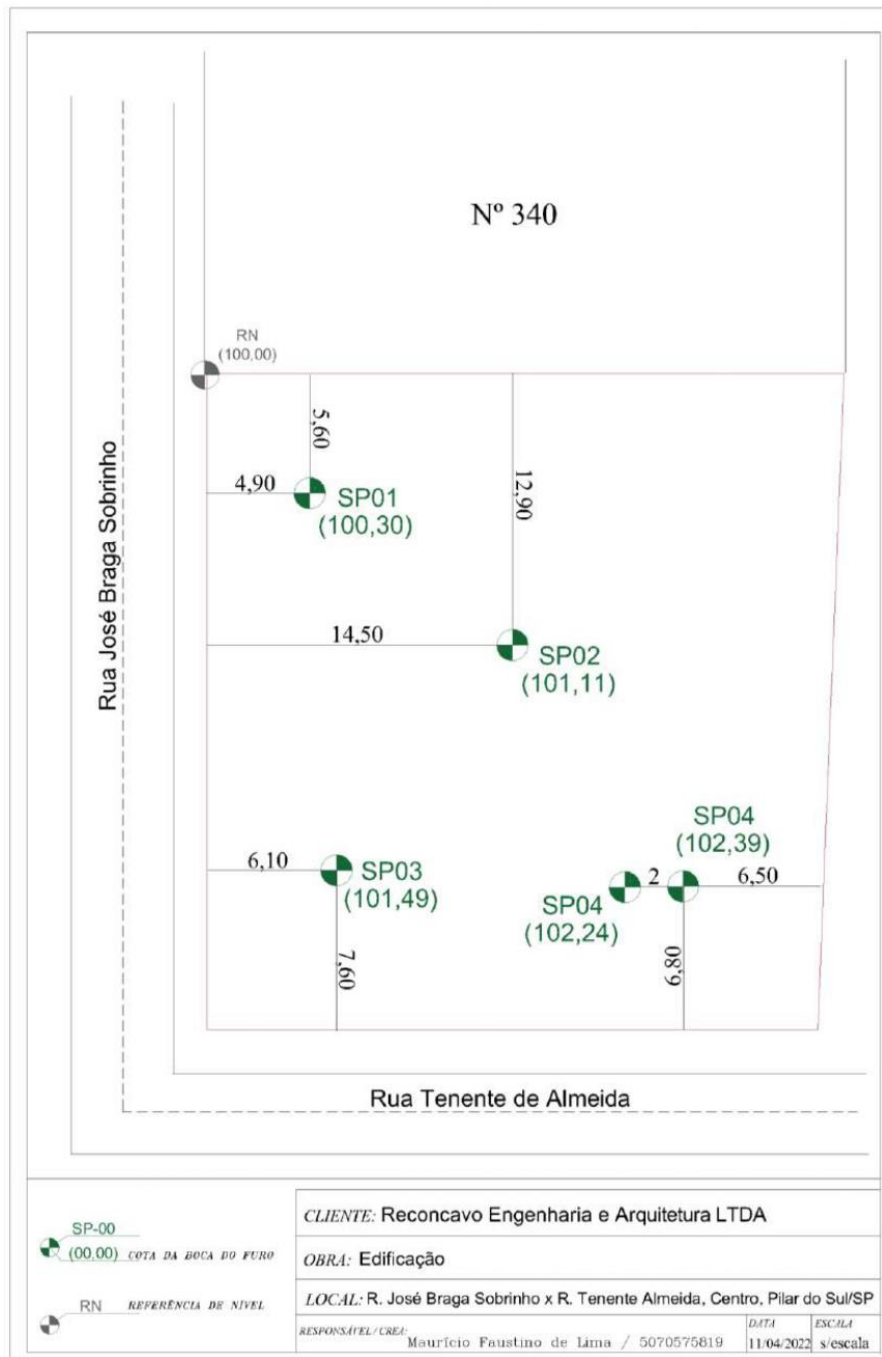 Nº 340
RN
(100,00)
5,60
12,90
4,90
SP01
(100,30)
Rua José Braga Sobrinho
14,50
SP02
(101,11)
SP04
(102,39)
6,10
SP03
(101,49)
2
6,50
SP04
(102,24)
7,60
6,80
Rua Tenente de Almeida
SP-00
(00,00) COTA DA BOCA DO FURO
RN REFERÊNCIA DE NÍVEL
CLIENTE: Reconcavo Engenharia e Arquitetura LTDA
OBRA: Edificação
LOCAL: R. José Braga Sobrinho x R. Tenente Almeida, Centro, Pilar do Sul/SP
RESPONSÁVEL / CREA: Maurício Faustino de Lima / 5070575819
DATA
11/04/2022
ESCALA
s/escala